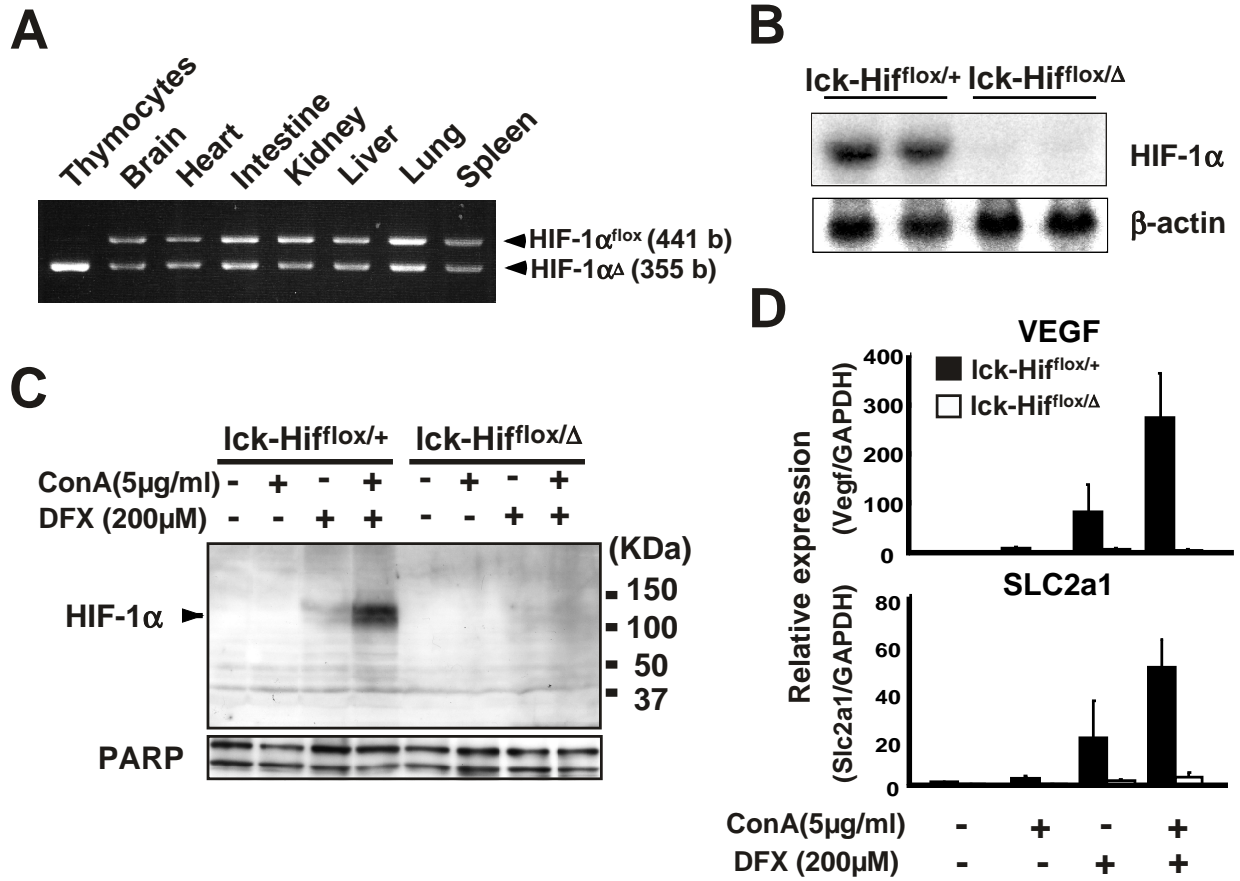 A
Thymocytes
Brain
Heart
Intestine
Kidney
Liver
Lung
Spleen
HIF-1αflox (441 b)
HIF-1αΔ (355 b)
B
lck-Hifflox/+ lck-Hifflox/Δ
HIF-1α
β-actin
C
lck-Hifflox/+ lck-Hifflox/Δ
ConA(5µg/ml) - + - + - + - +
DFX (200µM) - - + + - - + +
(KDa)
150
HIF-1α
100
50
37
PARP
D
VEGF
Relative expression
(Vegf/GAPDH)
400
300
200
100
0
lck-Hifflox/+
lck-Hifflox/Δ
SLC2a1
(Slc2a1/GAPDH)
80
60
40
20
0
ConA(5µg/ml) - + - +
DFX (200µM) - - + +